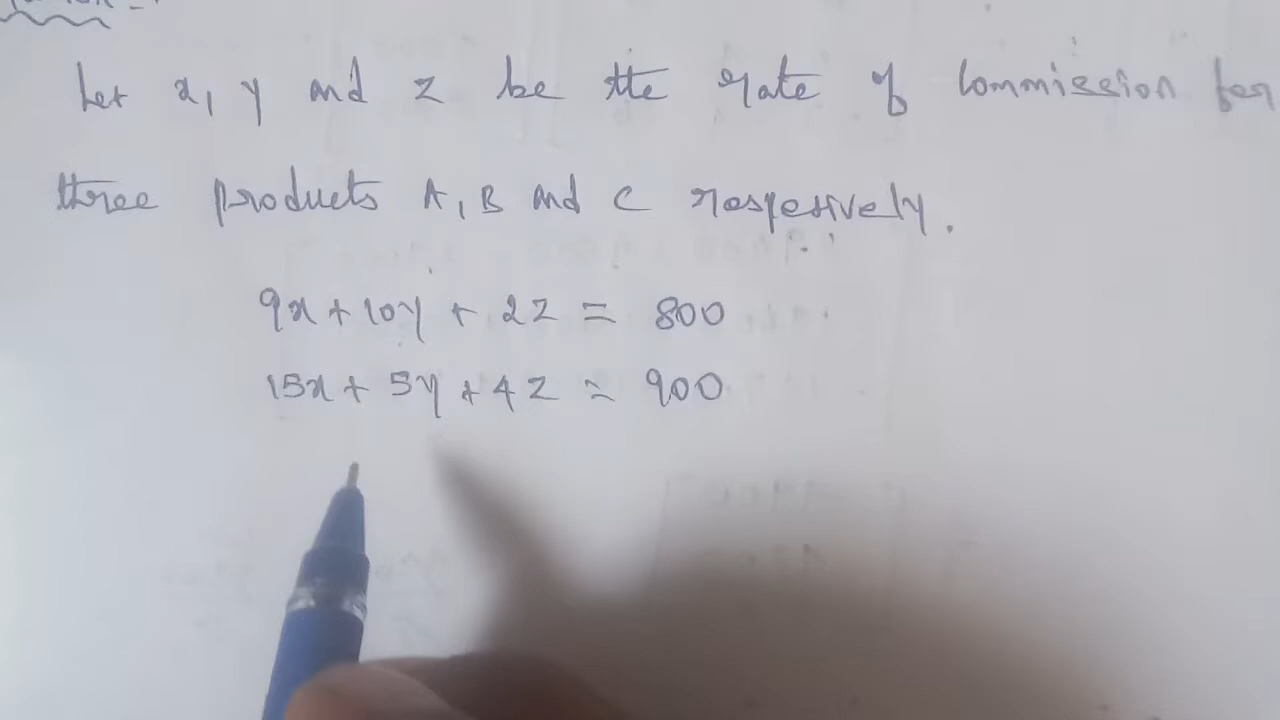 Let x, y and z be the rate of Commission for
three products A, B and C respesively.
9x + 10y + 2z = 800
15x + 5y + 4z = 900